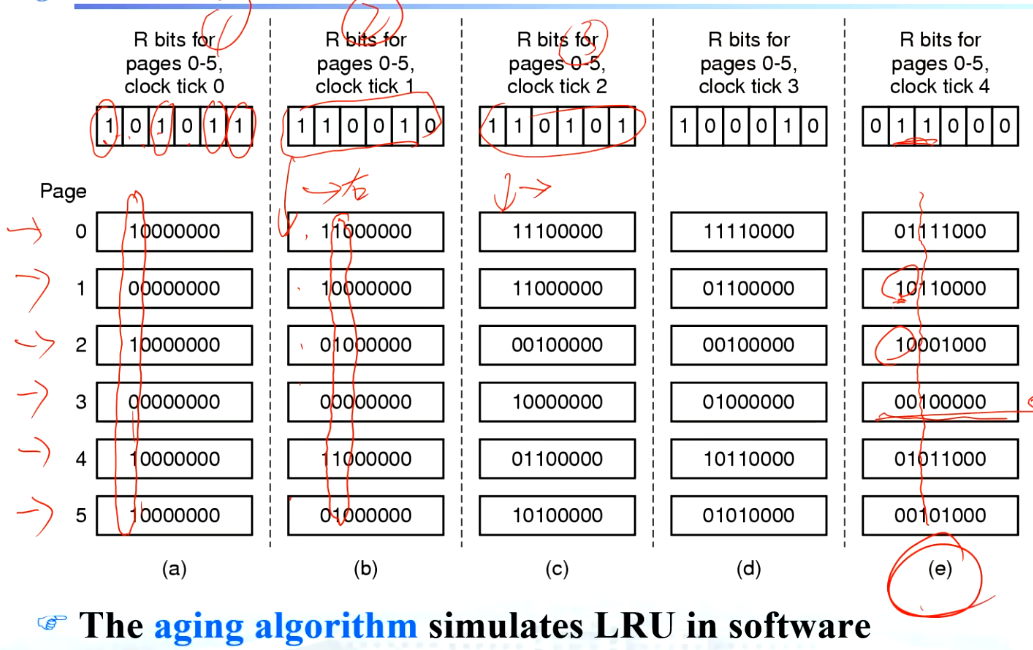 ① ② ③
R bits for R bits for R bits for R bits for R bits for
pages 0-5, pages 0-5, pages 0-5, pages 0-5, pages 0-5,
clock tick 0 clock tick 1 clock tick 2 clock tick 3 clock tick 4
1 0 1 0 1 1 1 1 0 0 1 0 1 1 0 1 0 1 1 0 0 0 1 0 0 1 1 0 0 0
Page → 右 ↓ →
0 10000000 11000000 11100000 11110000 01111000
1 00000000 10000000 11000000 01100000 10110000
2 10000000 01000000 00100000 00100000 10001000
3 00000000 00000000 10000000 01000000 00100000
4 10000000 11000000 01100000 10110000 01011000
5 10000000 01000000 10100000 01010000 00101000
(a) (b) (c) (d) (e)
The aging algorithm simulates LRU in software